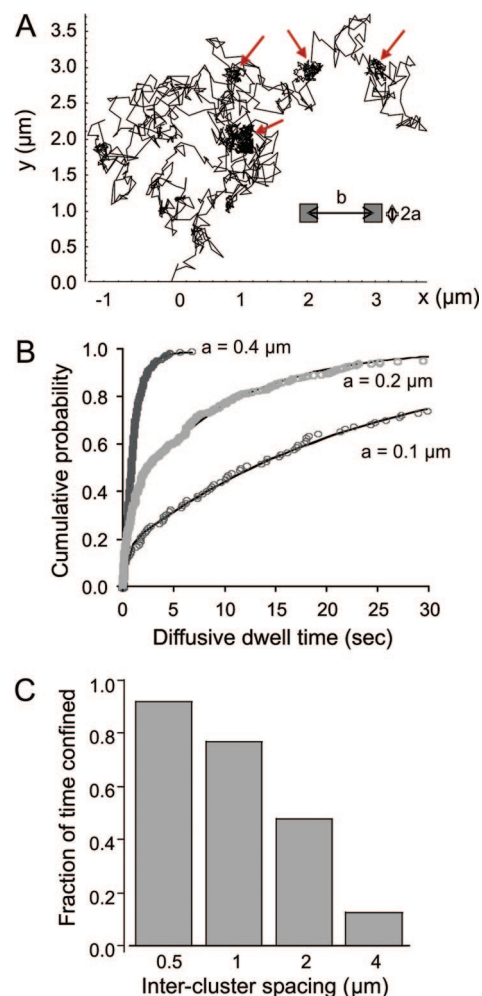 A
y (μm)
3.5
3.0
2.5
2.0
1.5
1.0
0.5
0.0
b
2a
-1 0 1 2 3 x (μm)
B
Cumulative probability
1.0
0.8
0.6
0.4
0.2
0.0
a = 0.4 μm
a = 0.2 μm
a = 0.1 μm
0 5 10 15 20 25 30
Diffusive dwell time (sec)
C
Fraction of time confined
1.0
0.8
0.6
0.4
0.2
0.0
0.5 1 2 4
Inter-cluster spacing (μm)